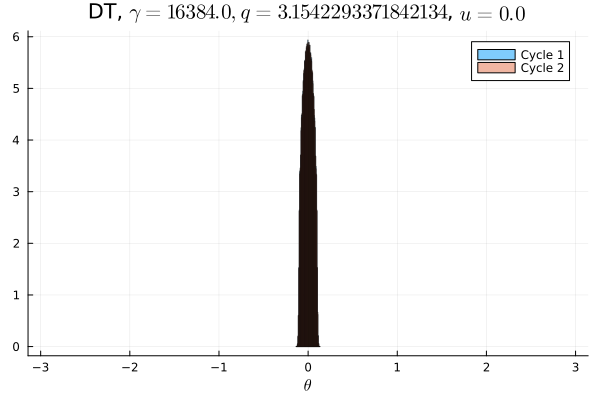 DT, γ = 16384.0, q = 3.1542293371842134, u = 0.0
Cycle 1
Cycle 2
6
5
4
3
2
1
0
−3 −2 −1 0 1 2 3
θ